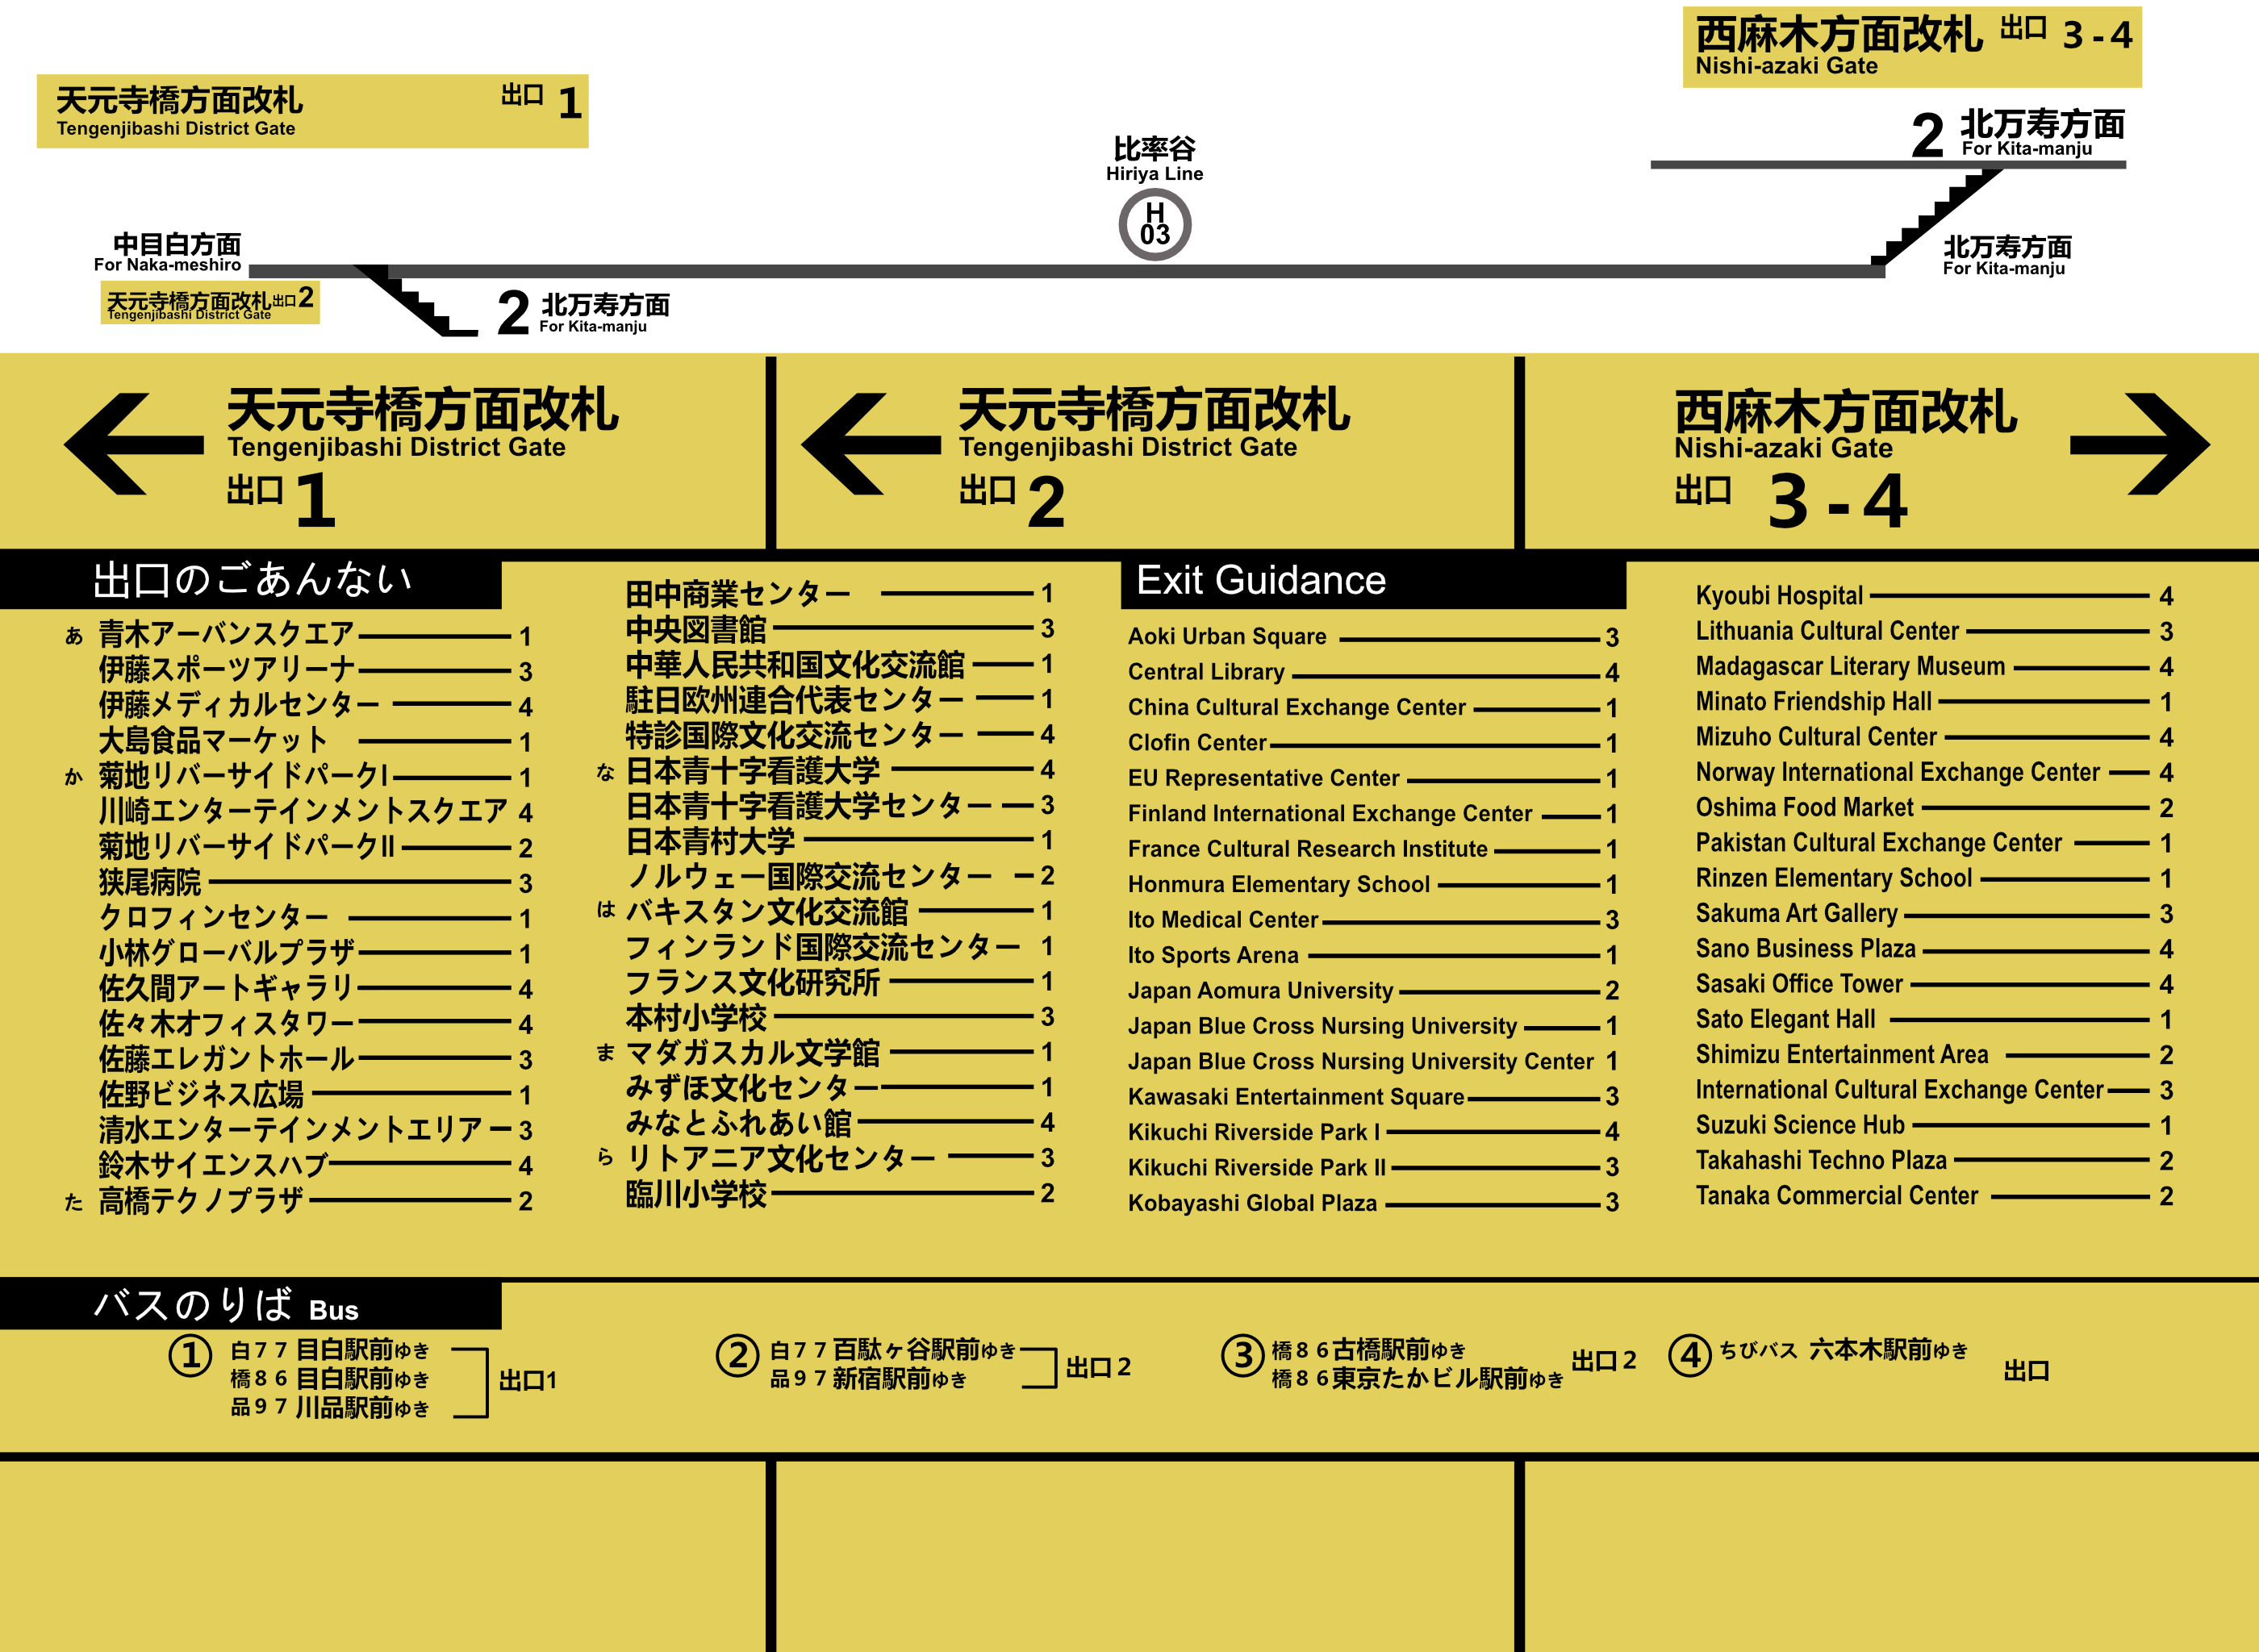 西麻木方面改札 出口 3-4
Nishi-azaki Gate
天元寺橋方面改札 出口 1
Tengenjibashi District Gate
2 北万寿方面
For Kita-manju
比率谷
Hiriya Line
H
03
中目白方面
For Naka-meshiro
北万寿方面
For Kita-manju
天元寺橋方面改札 出口 2
Tengenjibashi District Gate
2 北万寿方面
For Kita-manju
天元寺橋方面改札
Tengenjibashi District Gate
出口 1
天元寺橋方面改札
Tengenjibashi District Gate
出口 2
西麻木方面改札
Nishi-azaki Gate
出口 3-4
出口のごあんない
あ 青木アーバンスクエア 1
伊藤スポーツアリーナ 3
伊藤メディカルセンター 4
大島食品マーケット 1
か 菊地リバーサイドパークI 1
川崎エンターテインメントスクエア 4
菊地リバーサイドパークII 2
狭尾病院 3
クロフィンセンター 1
小林グローバルプラザ 1
佐久間アートギャラリ 4
佐々木オフィスタワー 4
佐藤エレガントホール 3
佐野ビジネス広場 1
清水エンターテインメントエリア 3
鈴木サイエンスハブ 4
た 高橋テクノプラザ 2
田中商業センター 1
中央図書館 3
中華人民共和国文化交流館 1
駐日欧州連合代表センター 1
特診国際文化交流センター 4
な 日本青十字看護大学 4
日本青十字看護大学センター 3
日本青村大学 1
ノルウェー国際交流センター 2
は バキスタン文化交流館 1
フィンランド国際交流センター 1
フランス文化研究所 1
本村小学校 3
ま マダガスカル文学館 1
みずほ文化センター 1
みなとふれあい館 4
ら リトアニア文化センター 3
臨川小学校 2
Exit Guidance
Aoki Urban Square 3
Central Library 4
China Cultural Exchange Center 1
Clofin Center 1
EU Representative Center 1
Finland International Exchange Center 1
France Cultural Research Institute 1
Honmura Elementary School 1
Ito Medical Center 3
Ito Sports Arena 1
Japan Aomura University 2
Japan Blue Cross Nursing University 1
Japan Blue Cross Nursing University Center 1
Kawasaki Entertainment Square 3
Kikuchi Riverside Park I 4
Kikuchi Riverside Park II 3
Kobayashi Global Plaza 3
Kyoubi Hospital 4
Lithuania Cultural Center 3
Madagascar Literary Museum 4
Minato Friendship Hall 1
Mizuho Cultural Center 4
Norway International Exchange Center 4
Oshima Food Market 2
Pakistan Cultural Exchange Center 1
Rinzen Elementary School 1
Sakuma Art Gallery 3
Sano Business Plaza 4
Sasaki Office Tower 4
Sato Elegant Hall 1
Shimizu Entertainment Area 2
International Cultural Exchange Center 3
Suzuki Science Hub 1
Takahashi Techno Plaza 2
Tanaka Commercial Center 2
バスのりば Bus
① 白77 目白駅前ゆき
橋86 目白駅前ゆき
品97 川品駅前ゆき
出口1
② 白77 百駄ヶ谷駅前ゆき
品97 新宿駅前ゆき
出口2
③ 橋86古橋駅前ゆき
橋86東京たかビル駅前ゆき
出口2
④ ちびバス 六本木駅前ゆき
出口